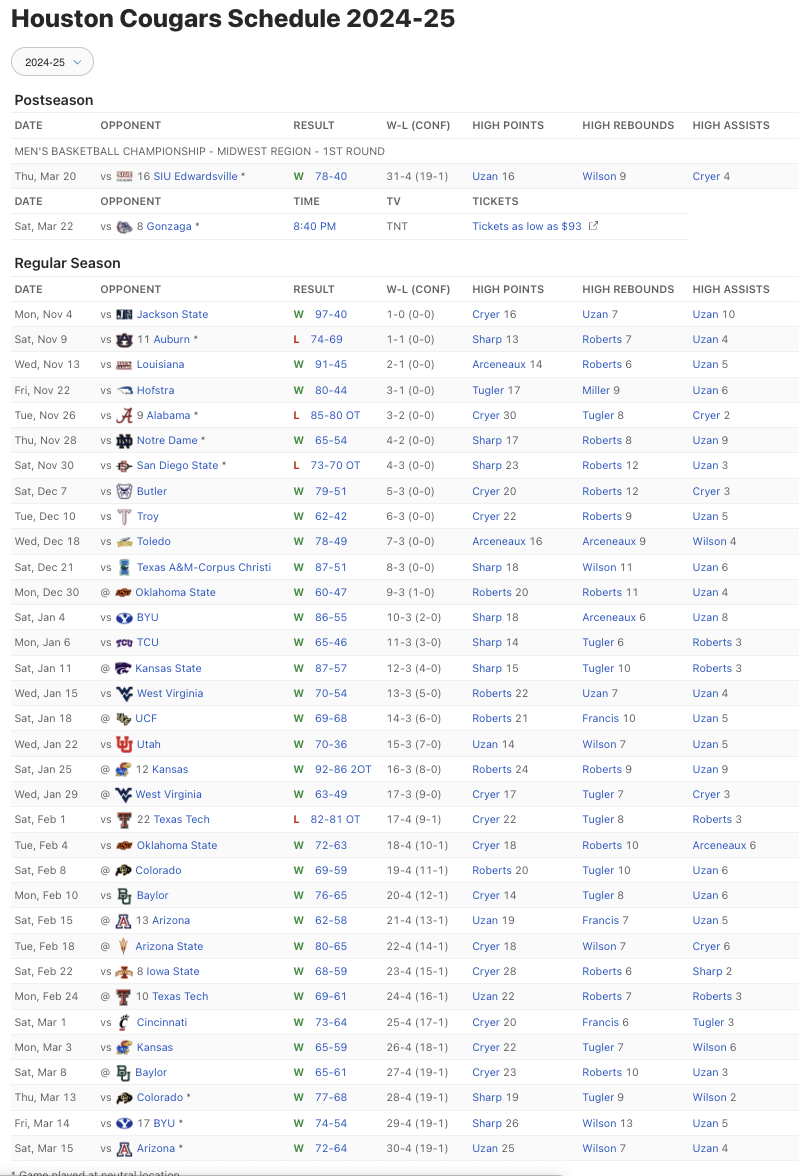 Houston Cougars Schedule 2024-25
2024-25
Postseason
DATE OPPONENT RESULT W-L (CONF) HIGH POINTS HIGH REBOUNDS HIGH ASSISTS
MEN'S BASKETBALL CHAMPIONSHIP - MIDWEST REGION - 1ST ROUND
Thu, Mar 20 vs 16 SIU Edwardsville * W 78-40 31-4 (19-1) Uzan 16 Wilson 9 Cryer 4
DATE OPPONENT TIME TV TICKETS
Sat, Mar 22 vs 8 Gonzaga * 8:40 PM TNT Tickets as low as $93
Regular Season
DATE OPPONENT RESULT W-L (CONF) HIGH POINTS HIGH REBOUNDS HIGH ASSISTS
Mon, Nov 4 vs Jackson State W 97-40 1-0 (0-0) Cryer 16 Uzan 7 Uzan 10
Sat, Nov 9 vs 11 Auburn * L 74-69 1-1 (0-0) Sharp 13 Roberts 7 Uzan 4
Wed, Nov 13 vs Louisiana W 91-45 2-1 (0-0) Arceneaux 14 Roberts 6 Uzan 5
Fri, Nov 22 vs Hofstra W 80-44 3-1 (0-0) Tugler 17 Miller 9 Uzan 6
Tue, Nov 26 vs 9 Alabama * L 85-80 OT 3-2 (0-0) Cryer 30 Tugler 8 Cryer 2
Thu, Nov 28 vs Notre Dame * W 65-54 4-2 (0-0) Sharp 17 Roberts 8 Uzan 9
Sat, Nov 30 vs San Diego State * L 73-70 OT 4-3 (0-0) Sharp 23 Roberts 12 Uzan 3
Sat, Dec 7 vs Butler W 79-51 5-3 (0-0) Cryer 20 Roberts 12 Cryer 3
Tue, Dec 10 vs Troy W 62-42 6-3 (0-0) Cryer 22 Roberts 9 Uzan 5
Wed, Dec 18 vs Toledo W 78-49 7-3 (0-0) Arceneaux 16 Arceneaux 9 Wilson 4
Sat, Dec 21 vs Texas A&M-Corpus Christi W 87-51 8-3 (0-0) Sharp 18 Wilson 11 Uzan 6
Mon, Dec 30 @ Oklahoma State W 60-47 9-3 (1-0) Roberts 20 Roberts 11 Uzan 4
Sat, Jan 4 vs BYU W 86-55 10-3 (2-0) Sharp 18 Arceneaux 6 Uzan 8
Mon, Jan 6 vs TCU W 65-46 11-3 (3-0) Sharp 14 Tugler 6 Roberts 3
Sat, Jan 11 @ Kansas State W 87-57 12-3 (4-0) Sharp 15 Tugler 10 Roberts 3
Wed, Jan 15 vs West Virginia W 70-54 13-3 (5-0) Roberts 22 Uzan 7 Uzan 4
Sat, Jan 18 @ UCF W 69-68 14-3 (6-0) Roberts 21 Francis 10 Uzan 5
Wed, Jan 22 vs Utah W 70-36 15-3 (7-0) Uzan 14 Wilson 7 Uzan 5
Sat, Jan 25 @ 12 Kansas W 92-86 2OT 16-3 (8-0) Roberts 24 Roberts 9 Uzan 9
Wed, Jan 29 @ West Virginia W 63-49 17-3 (9-0) Cryer 17 Tugler 7 Cryer 3
Sat, Feb 1 vs 22 Texas Tech L 82-81 OT 17-4 (9-1) Cryer 22 Tugler 8 Roberts 3
Tue, Feb 4 vs Oklahoma State W 72-63 18-4 (10-1) Cryer 18 Roberts 10 Arceneaux 6
Sat, Feb 8 @ Colorado W 69-59 19-4 (11-1) Roberts 20 Tugler 10 Uzan 6
Mon, Feb 10 vs Baylor W 76-65 20-4 (12-1) Cryer 14 Tugler 8 Uzan 6
Sat, Feb 15 @ 13 Arizona W 62-58 21-4 (13-1) Uzan 19 Francis 7 Uzan 5
Tue, Feb 18 @ Arizona State W 80-65 22-4 (14-1) Cryer 18 Wilson 7 Cryer 6
Sat, Feb 22 vs 8 Iowa State W 68-59 23-4 (15-1) Cryer 28 Roberts 6 Sharp 2
Mon, Feb 24 @ 10 Texas Tech W 69-61 24-4 (16-1) Uzan 22 Roberts 7 Roberts 3
Sat, Mar 1 vs Cincinnati W 73-64 25-4 (17-1) Cryer 20 Francis 6 Tugler 3
Mon, Mar 3 vs Kansas W 65-59 26-4 (18-1) Cryer 22 Tugler 7 Wilson 6
Sat, Mar 8 @ Baylor W 65-61 27-4 (19-1) Cryer 23 Roberts 10 Uzan 3
Thu, Mar 13 vs Colorado * W 77-68 28-4 (19-1) Sharp 19 Tugler 9 Wilson 2
Fri, Mar 14 vs 17 BYU * W 74-54 29-4 (19-1) Sharp 26 Wilson 13 Uzan 5
Sat, Mar 15 vs Arizona * W 72-64 30-4 (19-1) Uzan 25 Wilson 7 Uzan 4
* Game played at neutral location